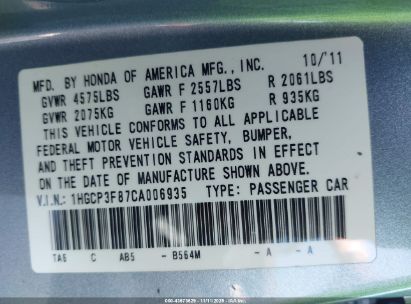 MFD. BY HONDA OF AMERICA MFG., INC. 10/11
GVWR 4575LBS GAWR F 2557LBS R 2061LBS
GVWR 2075KG GAWR F 1160KG R 935KG
THIS VEHICLE CONFORMS TO ALL APPLICABLE
FEDERAL MOTOR VEHICLE SAFETY, BUMPER,
AND THEFT PREVENTION STANDARDS IN EFFECT
ON THE DATE OF MANUFACTURE SHOWN ABOVE.
V.I.N.: 1HGCP3F87CA006935 TYPE: PASSENGER CAR
TA6 C AB5 - B564M - A - A